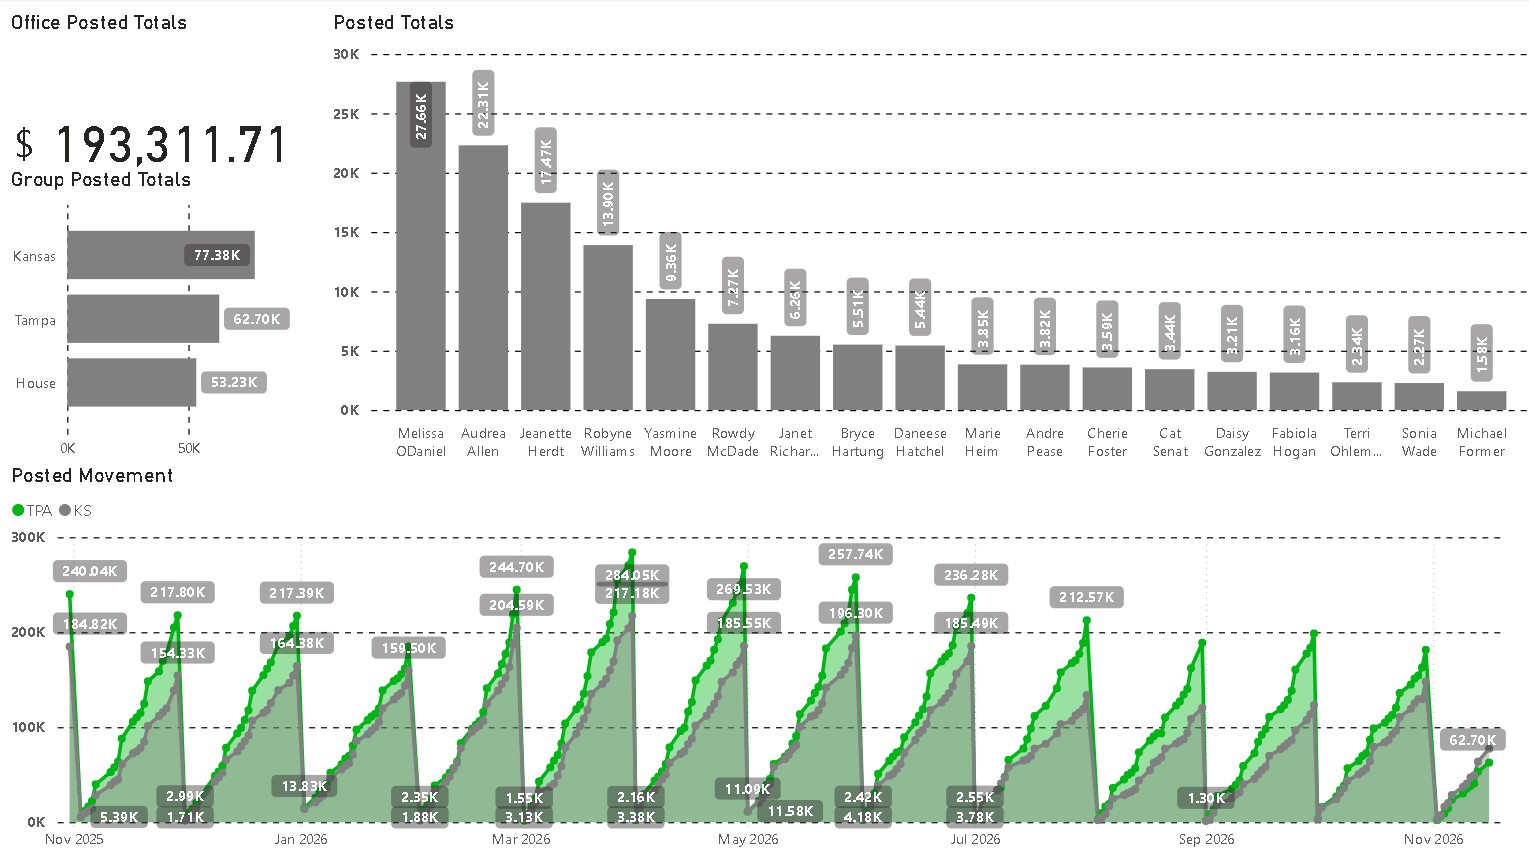 Office Posted Totals
$ 193,311.71
Group Posted Totals
Kansas
77.38K
Tampa
62.70K
House
53.23K
0K
50K
Posted Totals
30K
25K
20K
15K
10K
5K
0K
27.66K
22.31K
17.47K
13.90K
9.36K
7.27K
6.26K
5.51K
5.44K
3.85K
3.82K
3.59K
3.44K
3.21K
3.16K
2.34K
2.27K
1.58K
Melissa ODaniel
Audrea Allen
Jeanette Herdt
Robyne Williams
Yasmine Moore
Rowdy McDade
Janet Richar...
Bryce Hartung
Daneese Hatchel
Marie Heim
Andre Pease
Cherie Foster
Cat Senat
Daisy Gonzalez
Fabiola Hogan
Terri Ohlem...
Sonia Wade
Michael Former
Posted Movement
TPA KS
300K
200K
100K
0K
240.04K
184.82K
5.39K
217.80K
154.33K
2.99K
1.71K
217.39K
164.38K
13.83K
159.50K
2.35K
1.88K
244.70K
204.59K
1.55K
3.13K
284.05K
217.18K
2.16K
3.38K
269.53K
185.55K
11.09K
11.58K
257.74K
196.30K
2.42K
4.18K
236.28K
185.49K
2.55K
3.78K
212.57K
1.30K
62.70K
Nov 2025
Jan 2026
Mar 2026
May 2026
Jul 2026
Sep 2026
Nov 2026